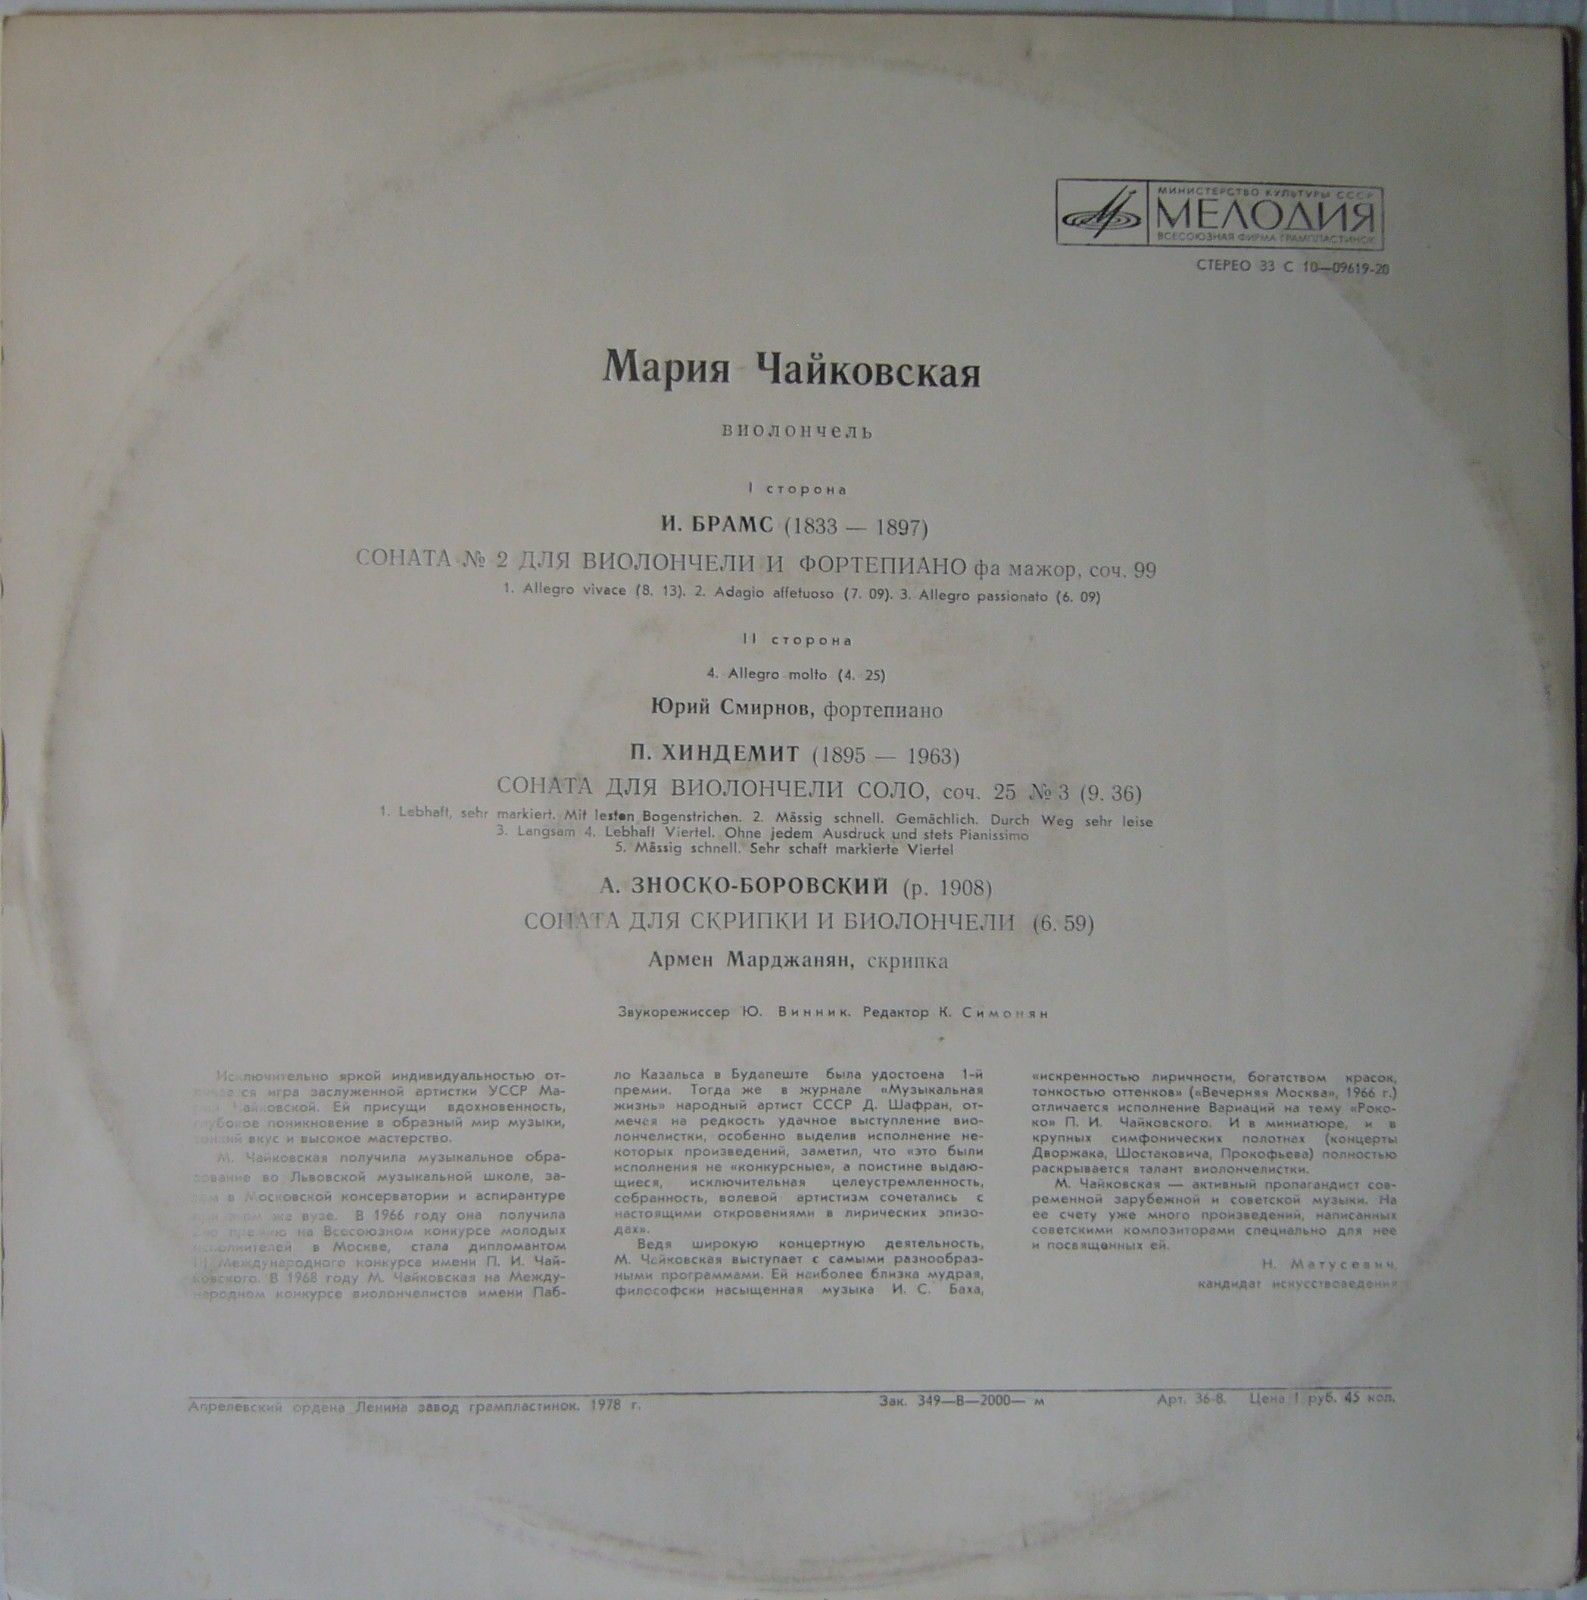 МИНИСТЕРСТВО КУЛЬТУРЫ СССР
МЕЛОДИЯ
ВСЕСОЮЗНАЯ ФИРМА ГРАМПЛАСТИНОК
СТЕРЕО 33 С 10—09619-20
Мария Чайковская
виолончель
I сторона
И. БРАМС (1833 — 1897)
СОНАТА № 2 ДЛЯ ВИОЛОНЧЕЛИ И ФОРТЕПИАНО фа мажор, соч. 99
1. Allegro vivace (8. 13). 2. Adagio affetuoso (7. 09). 3. Allegro passionato (6. 09)
II сторона
4. Allegro molto (4. 25)
Юрий Смирнов, фортепиано
П. ХИНДЕМИТ (1895 — 1963)
СОНАТА ДЛЯ ВИОЛОНЧЕЛИ СОЛО, соч. 25 № 3 (9. 36)
1. Lebhaft, sehr markiert. Mit lesten Bogenstrichen. 2. Mässig schnell. Gemächlich. Durch Weg sehr leise
3. Langsam 4. Lebhaft Viertel. Ohne jedem Ausdruck und stets Pianissimo
5. Mässig schnell. Sehr schaft markierte Viertel
А. ЗНОСКО-БОРОВСКИЙ (р. 1908)
СОНАТА ДЛЯ СКРИПКИ И ВИОЛОНЧЕЛИ (6. 59)
Армен Марджанян, скрипка
Звукорежиссер Ю. Винник. Редактор К. Симонян
Исключительно яркой индивидуальностью от-
ся игра заслуженной артистки УССР Ма-
Чайковской. Ей присущи вдохновенность,
глубокое поникновение в образный мир музыки,
вкус и высокое мастерство.
М. Чайковская получила музыкальное обра-
зование во Львовской музыкальной школе, за-
в Московской консерватории и аспирантуре
же вузе. В 1966 году она получила
премию на Всесоюзном конкурсе молодых
исполнителей в Москве, стала дипломантом
Международного конкурса имени П. И. Чай-
ковского. В 1968 году М. Чайковская на Между-
народном конкурсе виолончелистов имени Паб-
ло Казальса в Будапеште была удостоена 1-й
премии. Тогда же в журнале «Музыкальная
жизнь» народный артист СССР Д. Шафран, от-
мечая на редкость удачное выступление вио-
лончелистки, особенно выделив исполнение не-
которых произведений, заметил, что «это были
исполнения не «конкурсные», а поистине выдаю-
щиеся, исключительная целеустремленность,
собранность, волевой артистизм сочетались с
настоящими откровениями в лирических эпизо-
дах».
Ведя широкую концертную деятельность,
М. Чайковская выступает с самыми разнообраз-
ными программами. Ей наиболее близка мудрая,
философски насыщенная музыка И. С. Баха,
«искренностью лиричности, богатством красок,
тонкостью оттенков» («Вечерняя Москва», 1966 г.)
отличается исполнение Вариаций на тему «Роко-
ко» П. И. Чайковского. И в миниатюре, и в
крупных симфонических полотнах (концерты
Дворжака, Шостаковича, Прокофьева) полностью
раскрывается талант виолончелистки.
М. Чайковская — активный пропагандист сов-
ременной зарубежной и советской музыки. На
ее счету уже много произведений, написанных
советскими композиторами специально для нее
и посвященных ей.
Н. Матусевич,
кандидат искусствоведения
Апрелевский ордена Ленина завод грампластинок. 1978 г.
Зак. 349—В—2000— м
Арт. 36-8. Цена 1 руб. 45 коп.